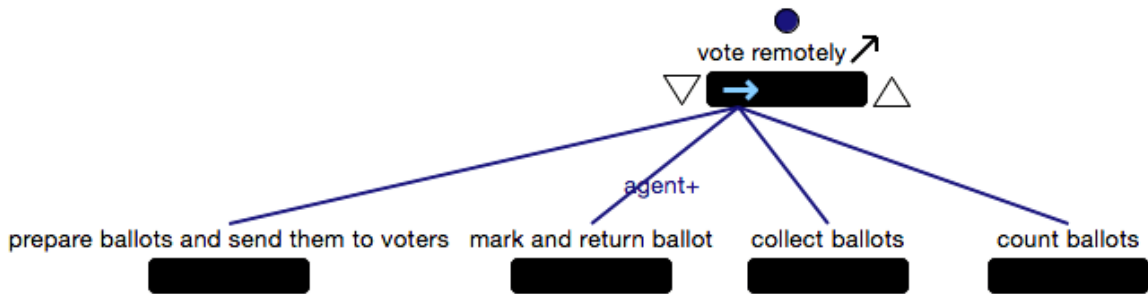 vote remotely
agent+
prepare ballots and send them to voters
mark and return ballot
collect ballots
count ballots